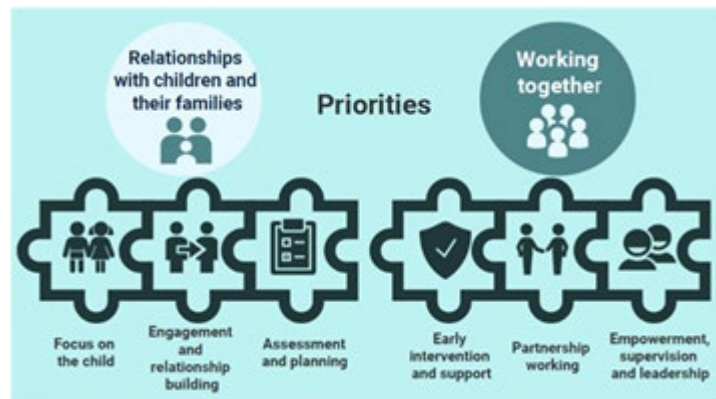 Relationships
with children and
their families
Priorities
Working
together
Focus on
the child
Engagement
and
relationship
building
Assessment
and planning
Early
intervention
and support
Partnership
working
Empowerment,
supervision
and leadership